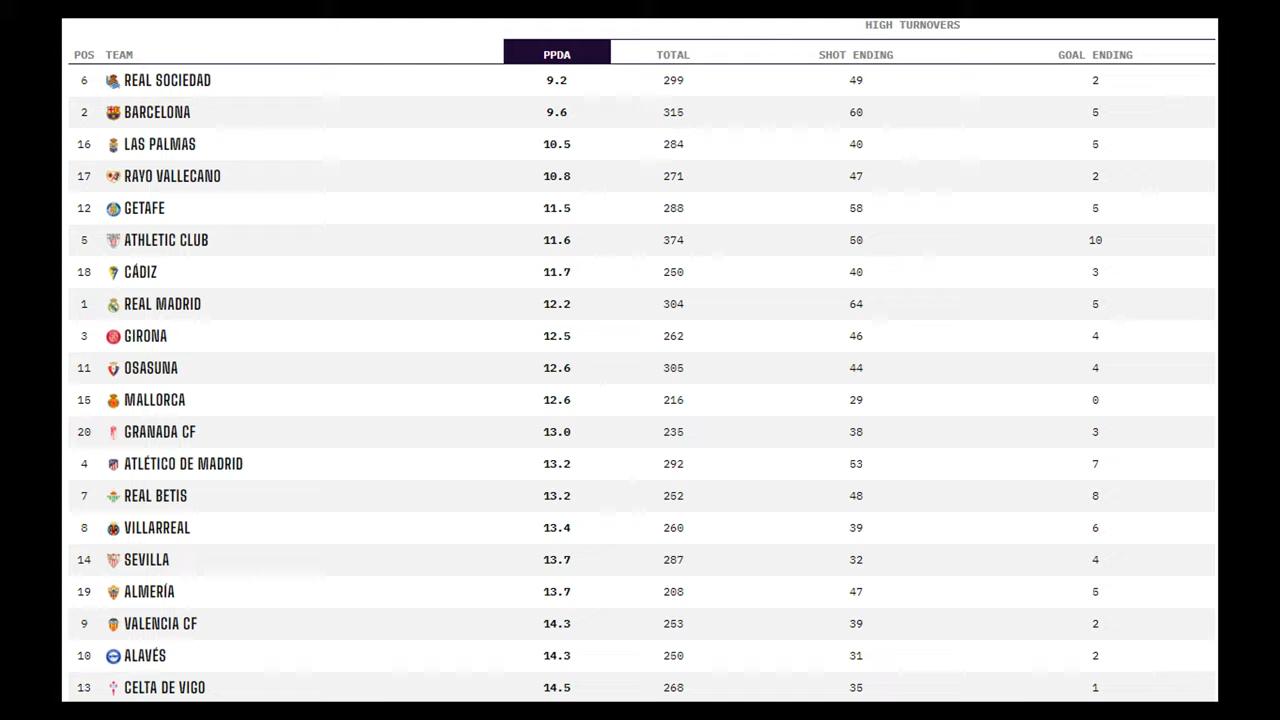 HIGH TURNOVERS
POS TEAM PPDA TOTAL SHOT ENDING GOAL ENDING
6 REAL SOCIEDAD 9.2 299 49 2
2 BARCELONA 9.6 315 60 5
16 LAS PALMAS 10.5 284 40 5
17 RAYO VALLECANO 10.8 271 47 2
12 GETAFE 11.5 288 58 5
5 ATHLETIC CLUB 11.6 374 50 10
18 CÁDIZ 11.7 250 40 3
1 REAL MADRID 12.2 304 64 5
3 GIRONA 12.5 262 46 4
11 OSASUNA 12.6 305 44 4
15 MALLORCA 12.6 216 29 0
20 GRANADA CF 13.0 235 38 3
4 ATLÉTICO DE MADRID 13.2 292 53 7
7 REAL BETIS 13.2 252 48 8
8 VILLARREAL 13.4 260 39 6
14 SEVILLA 13.7 287 32 4
19 ALMERÍA 13.7 208 47 5
9 VALENCIA CF 14.3 253 39 2
10 ALAVÉS 14.3 250 31 2
13 CELTA DE VIGO 14.5 268 35 1